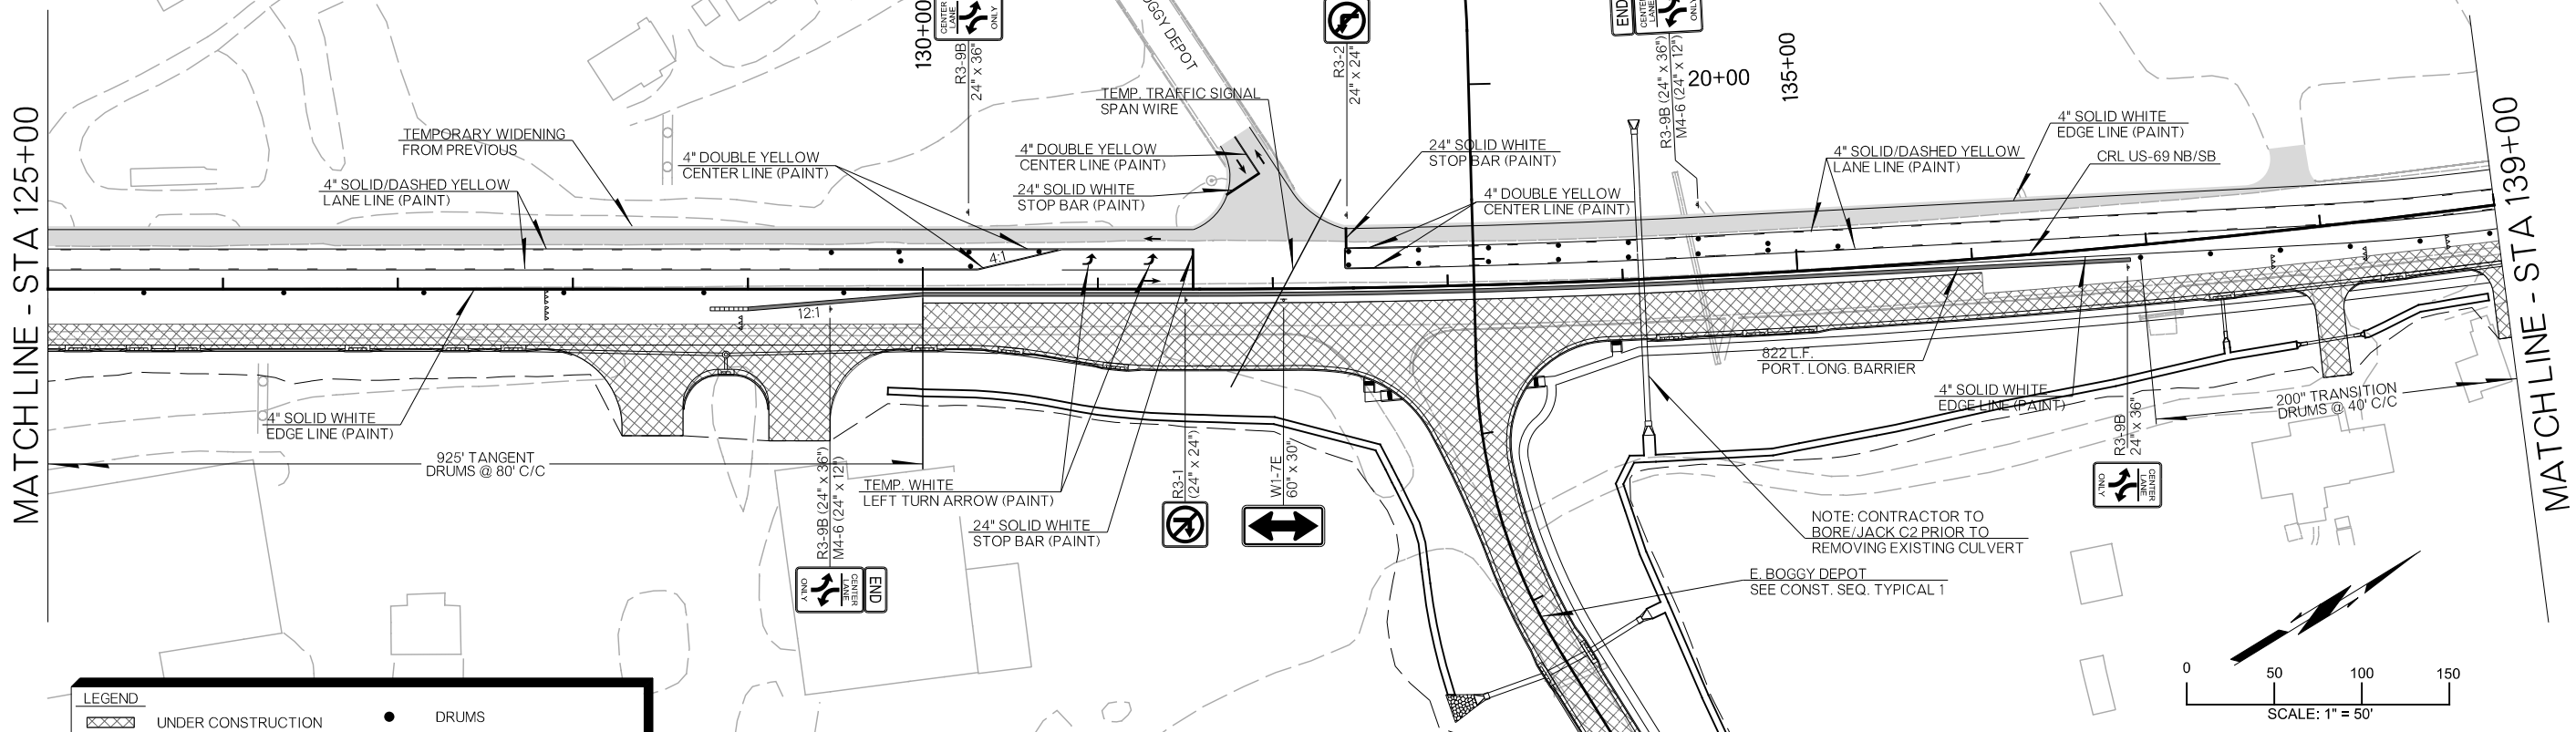 MATCH LINE - STA 125+00
TEMPORARY WIDENING
FROM PREVIOUS
4" SOLID/DASHED YELLOW
LANE LINE (PAINT)
4" DOUBLE YELLOW
CENTER LINE (PAINT)
130+00
CENTER
LANE
ONLY
R3-9B
24" x 36"
4:1
12:1
BOGGY DEPOT
TEMP. TRAFFIC SIGNAL
SPAN WIRE
4" DOUBLE YELLOW
CENTER LINE (PAINT)
24" SOLID WHITE
STOP BAR (PAINT)
R3-2
24" x 24"
24" SOLID WHITE
STOP BAR (PAINT)
4" DOUBLE YELLOW
CENTER LINE (PAINT)
END
CENTER
LANE
ONLY
R3-9B (24" x 36")
M4-6 (24" x 12")
20+00
135+00
4" SOLID/DASHED YELLOW
LANE LINE (PAINT)
4" SOLID WHITE
EDGE LINE (PAINT)
CRL US-69 NB/SB
MATCH LINE - STA 139+00
4" SOLID WHITE
EDGE LINE (PAINT)
925' TANGENT
DRUMS @ 80' C/C
R3-9B (24" x 36")
M4-6 (24" x 12")
CENTER
LANE
ONLY
END
TEMP. WHITE
LEFT TURN ARROW (PAINT)
24" SOLID WHITE
STOP BAR (PAINT)
R3-1
(24" x 24")
W1-7E
60" x 30"
822 L.F.
PORT. LONG. BARRIER
4" SOLID WHITE
EDGE LINE (PAINT)
R3-9B
24" x 36"
CENTER
LANE
ONLY
200" TRANSITION
DRUMS @ 40' C/C
NOTE: CONTRACTOR TO
BORE/JACK C2 PRIOR TO
REMOVING EXISTING CULVERT
E. BOGGY DEPOT
SEE CONST. SEQ. TYPICAL 1
0 50 100 150
SCALE: 1" = 50'
LEGEND
UNDER CONSTRUCTION
DRUMS